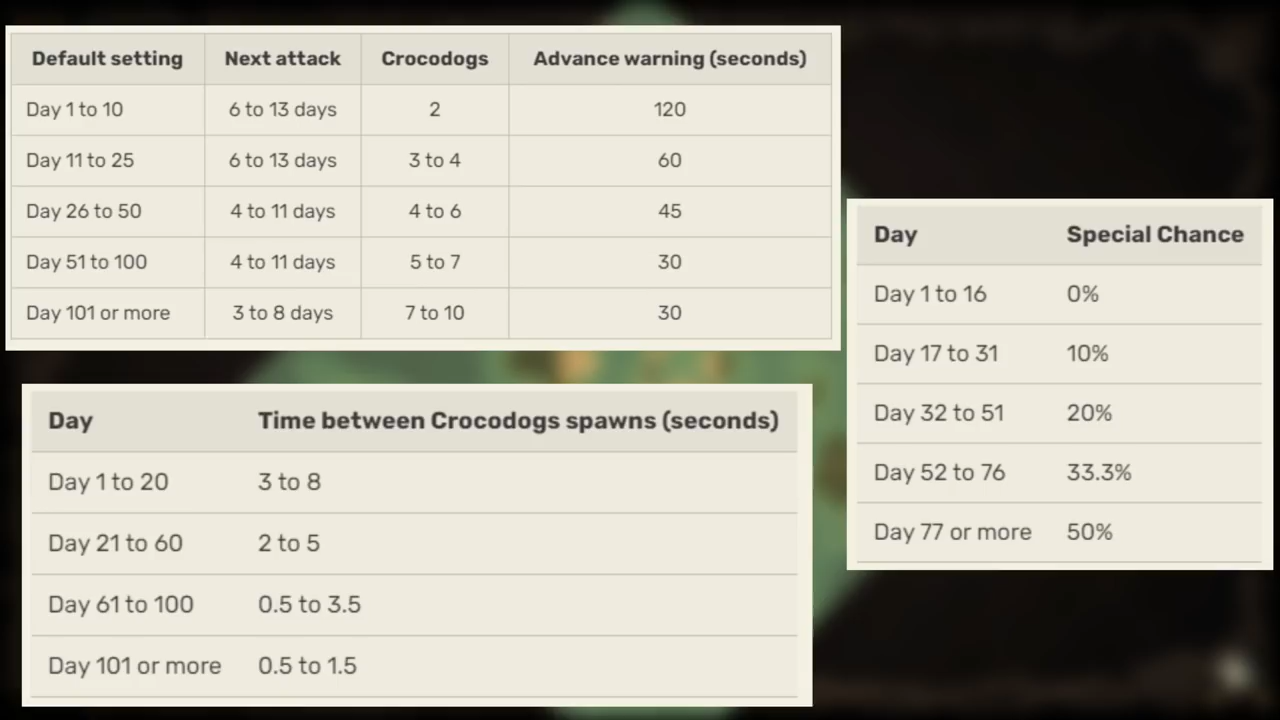 Default setting Next attack Crocodogs Advance warning (seconds)
Day 1 to 10 6 to 13 days 2 120
Day 11 to 25 6 to 13 days 3 to 4 60
Day 26 to 50 4 to 11 days 4 to 6 45
Day 51 to 100 4 to 11 days 5 to 7 30
Day 101 or more 3 to 8 days 7 to 10 30
Day Special Chance
Day 1 to 16 0%
Day 17 to 31 10%
Day 32 to 51 20%
Day 52 to 76 33.3%
Day 77 or more 50%
Day Time between Crocodogs spawns (seconds)
Day 1 to 20 3 to 8
Day 21 to 60 2 to 5
Day 61 to 100 0.5 to 3.5
Day 101 or more 0.5 to 1.5